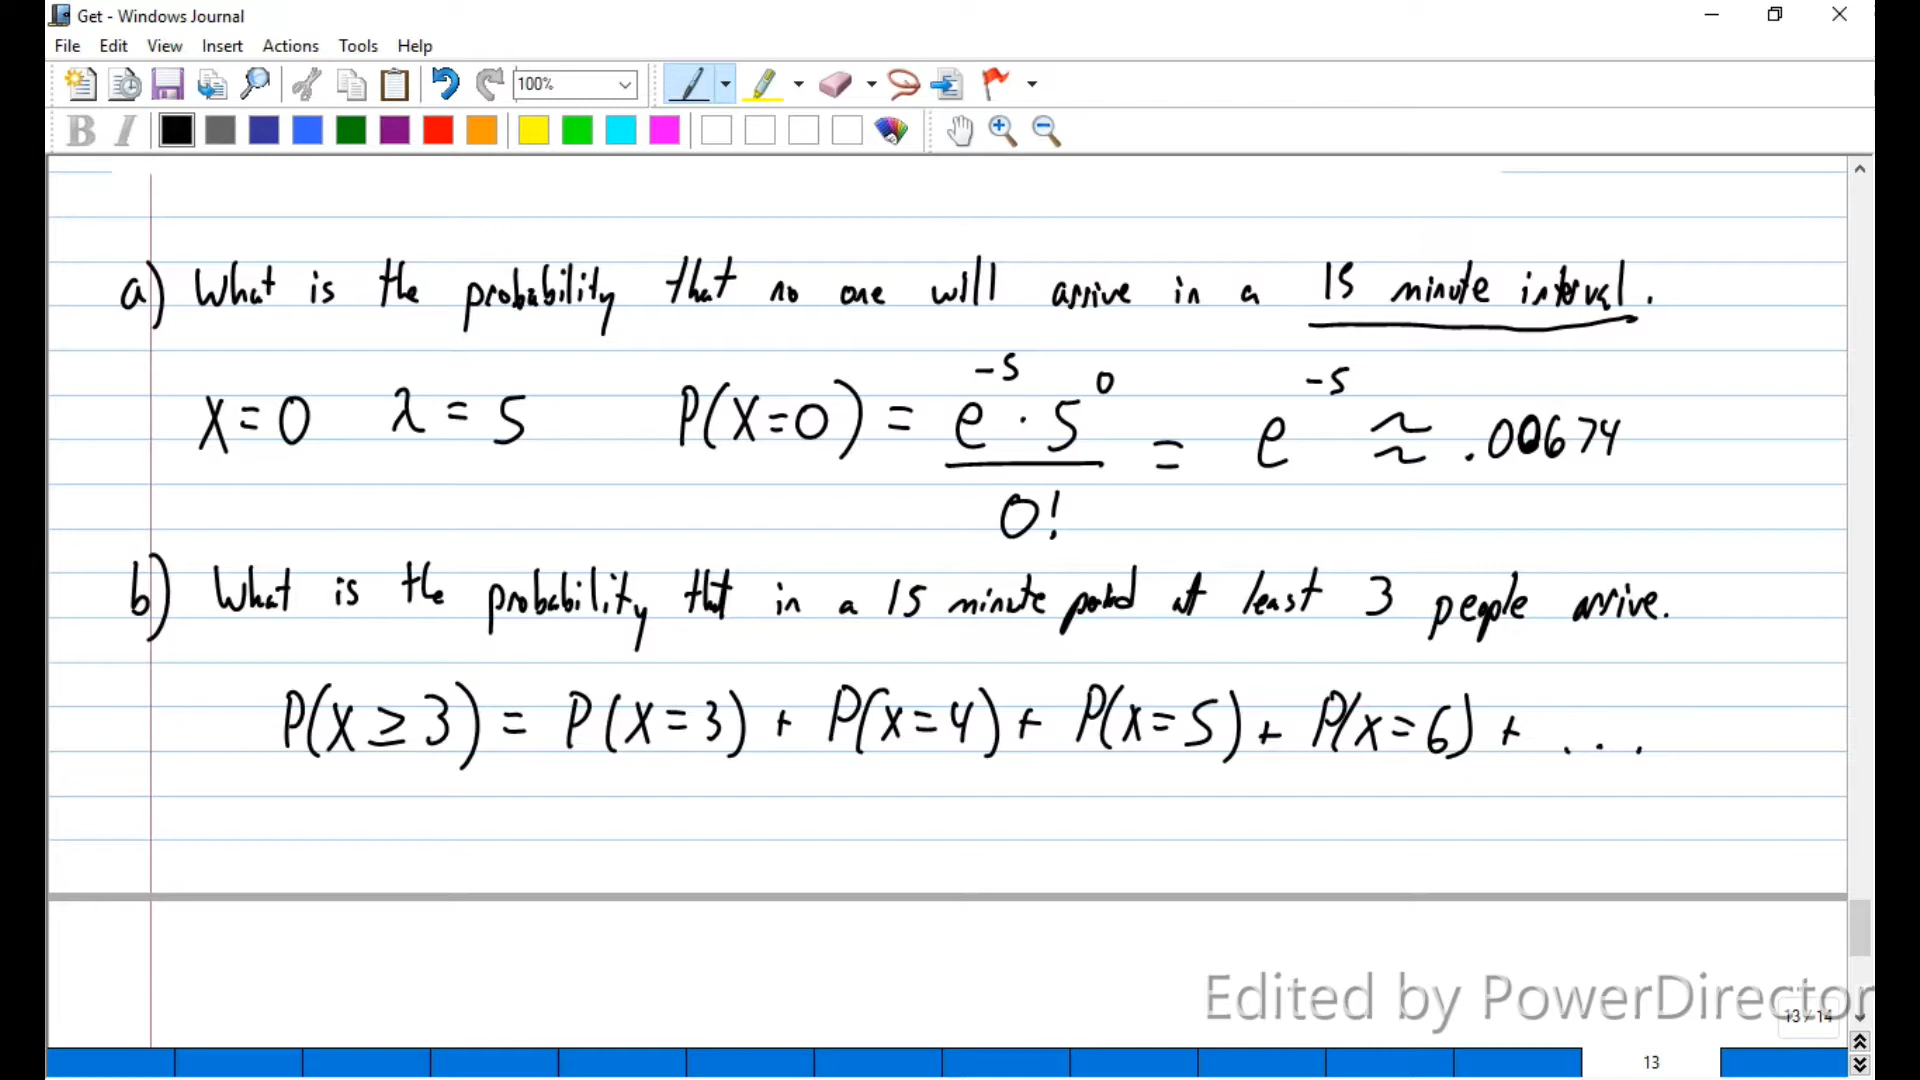 Get - Windows Journal
File Edit View Insert Actions Tools Help
100%
B I
a) What is the probability that no one will arrive in a 15 minute interval.
X=0 λ=5 P(X=0) = e^-5 · 5^0 / 0! = e^-5 ≈ .00674
b) What is the probability that in a 15 minute period at least 3 people arrive.
P(X≥3) = P(X=3) + P(X=4) + P(X=5) + P(X=6) + ...
Edited by PowerDirector
13 / 14
13